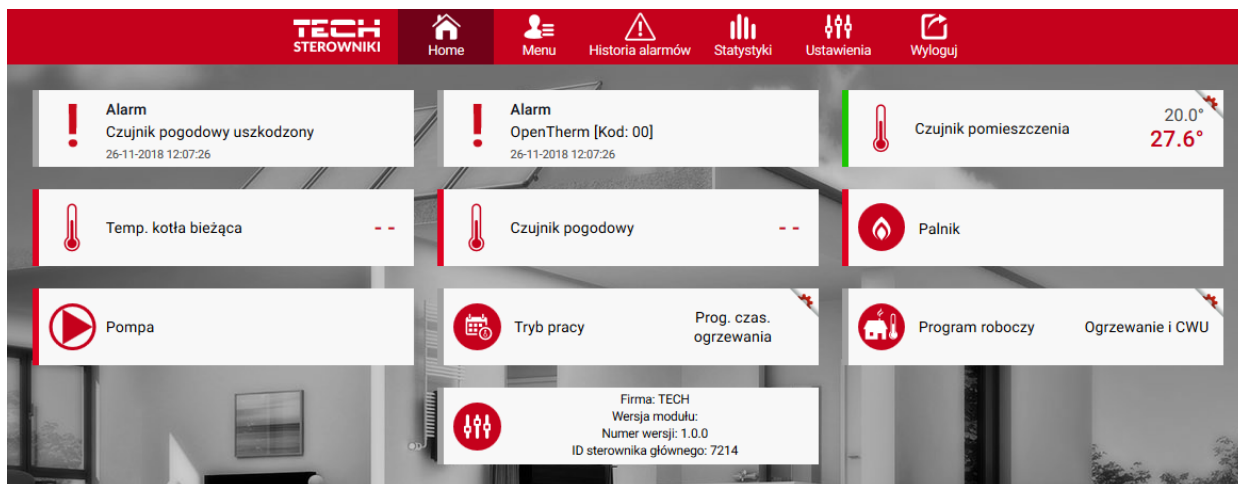 TECH
STEROWNIKI
Home
Menu
Historia alarmów
Statystyki
Ustawienia
Wyloguj
Alarm
Czujnik pogodowy uszkodzony
26-11-2018 12:07:26
Alarm
OpenTherm [Kod: 00]
26-11-2018 12:07:26
Czujnik pomieszczenia
20.0°
27.6°
Temp. kotła bieżąca
- -
Czujnik pogodowy
- -
Palnik
Pompa
Tryb pracy
Prog. czas.
ogrzewania
Program roboczy
Ogrzewanie i CWU
Firma: TECH
Wersja modułu:
Numer wersji: 1.0.0
ID sterownika głównego: 7214